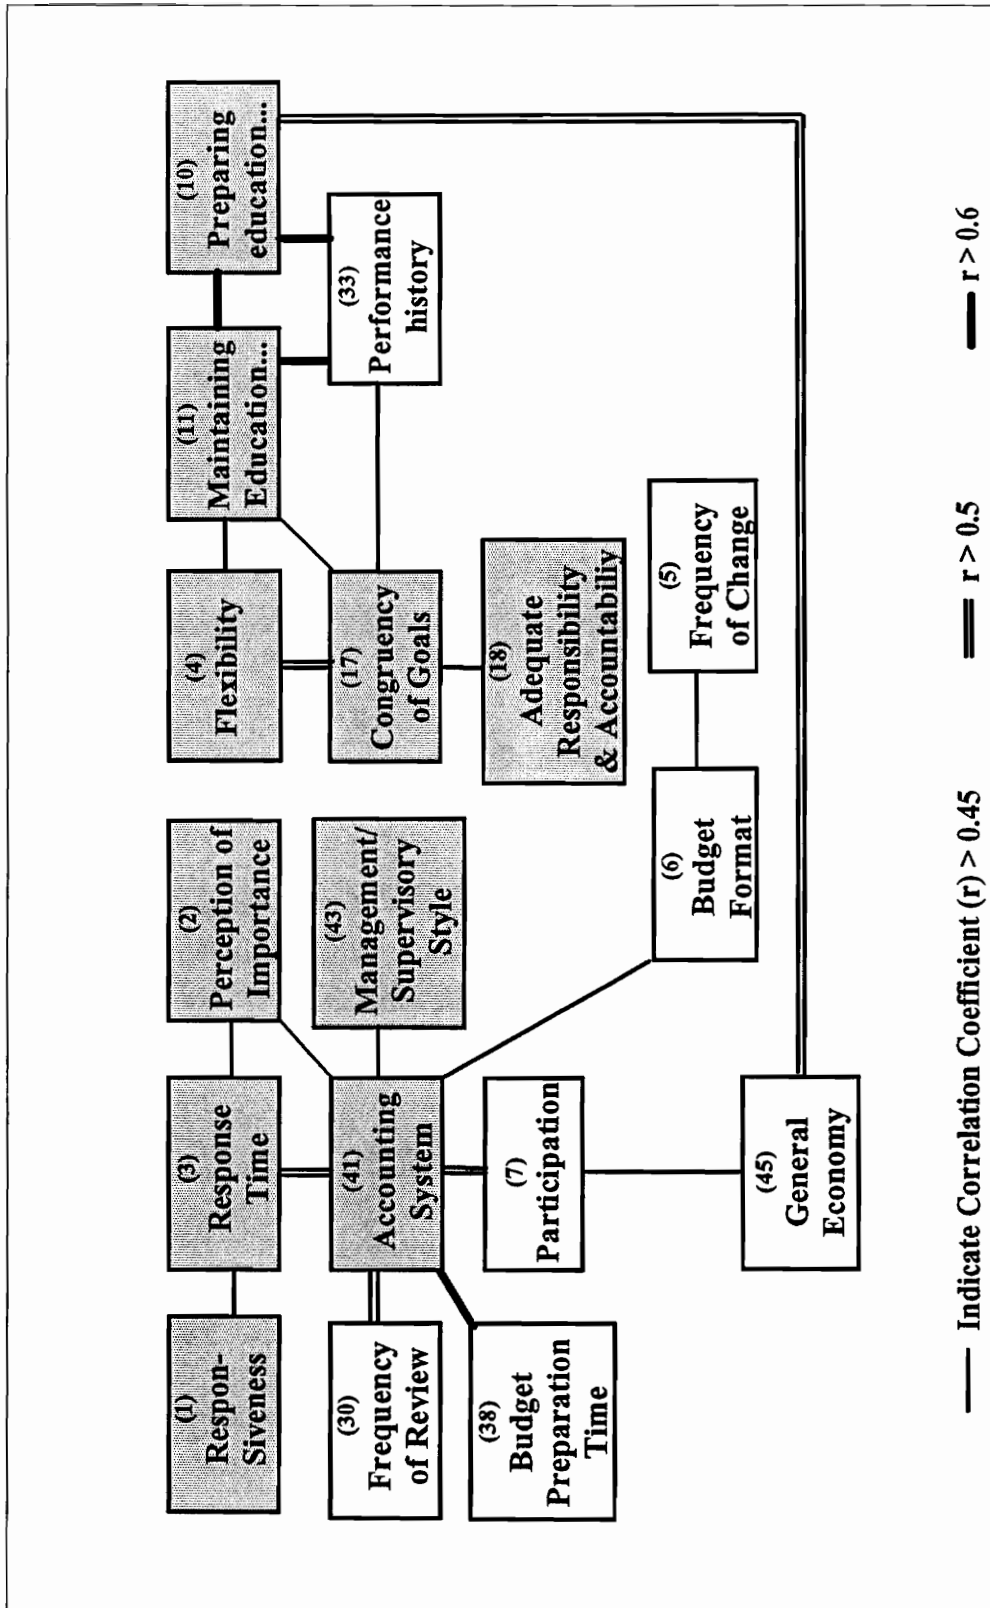 (1)
Respon-
Siveness
(3)
Response
Time
(2)
Perception of
Importance
(4)
Flexibility
(11)
Maintaining
Education...
(10)
Preparing
education...
(30)
Frequency
of Review
(41)
Accounting
System
(43)
Management/
Supervisory
Style
(17)
Congruency
of Goals
(33)
Performance
history
(38)
Budget
Preparation
Time
(7)
Participation
(18)
Adequate
Responsibility
& Accountabiliy
(6)
Budget
Format
(5)
Frequency
of Change
(45)
General
Economy
Indicate Correlation Coefficient (r) > 0.45
r > 0.5
r > 0.6